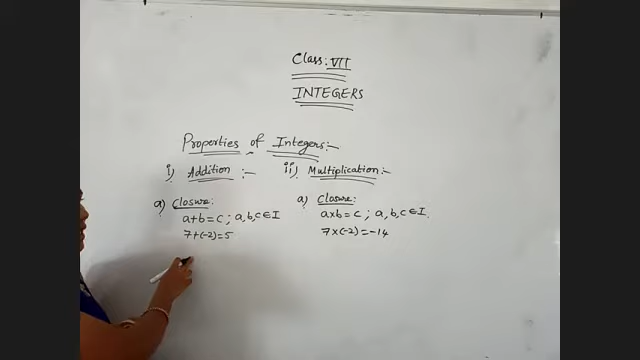 Class: VII
INTEGERS
Properties of Integers:-
i) Addition:-
a) Closure:
a+b=c; a,b,c∈I
7+(-2)=5
ii) Multiplication:-
a) Closure:
a×b=c; a,b,c∈I.
7×(-2)=-14